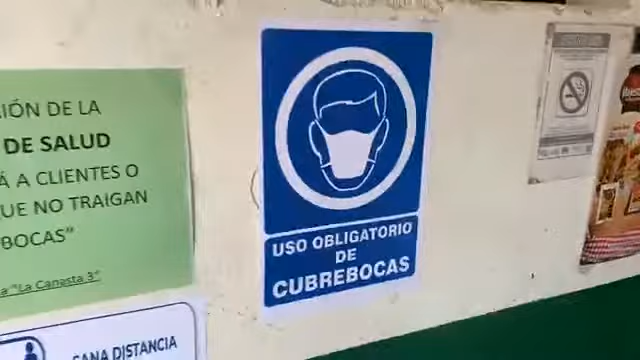 IÓN DE LA
DE SALUD
Á A CLIENTES O
UE NO TRAIGAN
BOCAS"
a "La Canasta 3"
SANA DISTANCIA
USO OBLIGATORIO
DE
CUBREBOCAS